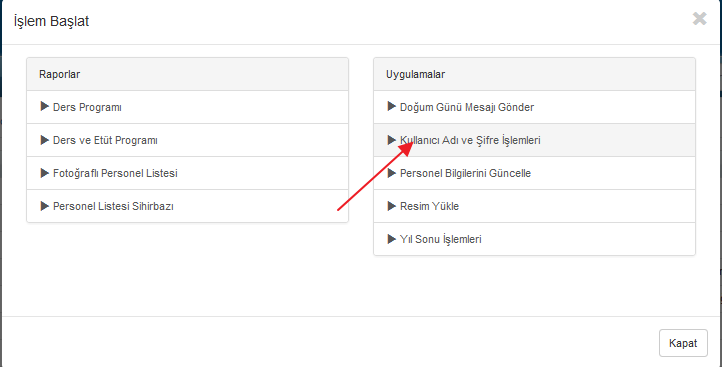 İşlem Başlat
Raporlar
Ders Programı
Ders ve Etüt Programı
Fotoğraflı Personel Listesi
Personel Listesi Sihirbazı
Uygulamalar
Doğum Günü Mesajı Gönder
Kullanıcı Adı ve Şifre İşlemleri
Personel Bilgilerini Güncelle
Resim Yükle
Yıl Sonu İşlemleri
Kapat